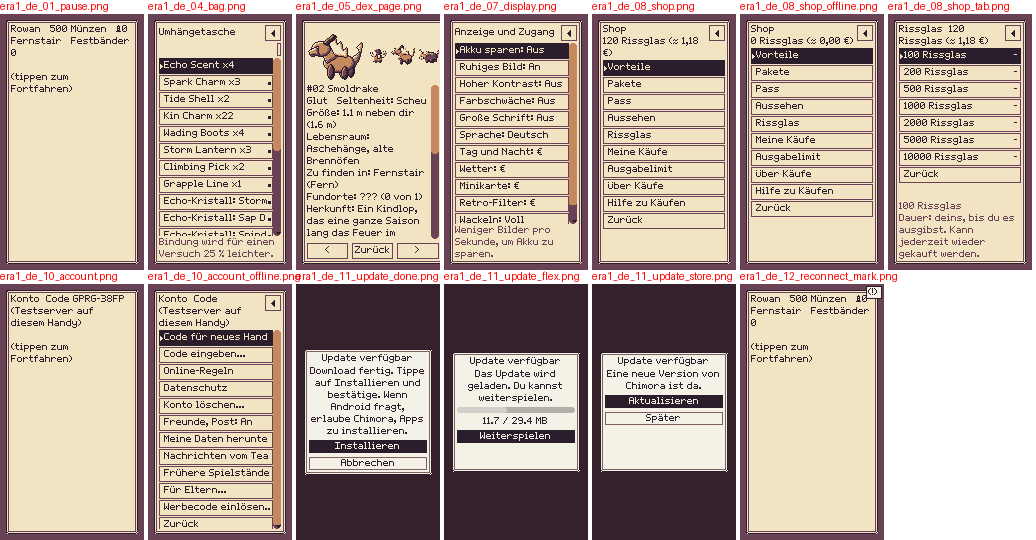 era1_de_01_pause.png
Rowan 500 Münzen 0
Fernstair Festbänder
0
(tippen zum
Fortfahren)
era1_de_04_bag.png
Umhängetasche
Echo Scent x4
Spark Charm x3
Tide Shell x2
Kin Charm x22
Wading Boots x4
Storm Lantern x3
Climbing Pick x2
Grapple Line x1
Echo-Kristall: Storm
Echo-Kristall: Sap D
Bindung wird für einen
Versuch 25 % leichter.
era1_de_05_dex_page.png
#02 Smoldrake
Glut Seltenheit: Scheu
Größe: 1.1 m neben dir
(1.6 m)
Lebensraum:
Aschehänge, alte
Brennöfen
Zu finden in: Fernstair
(Fern)
Fundorte: ??? (0 von 1)
Herkunft: Ein Kindlop,
das eine ganze Saison
lang das Feuer im
< Zurück >
era1_de_07_display.png
Anzeige und Zugang
Akku sparen: Aus
Ruhiges Bild: An
Hoher Kontrast: Aus
Farbschwäche: Aus
Große Schrift: Aus
Sprache: Deutsch
Tag und Nacht: €
Wetter: €
Minikarte: €
Retro-Filter: €
Wackeln: Voll
Weniger Bilder pro
Sekunde, um Akku zu
sparen.
era1_de_08_shop.png
Shop
120 Rissglas (≈ 1,18
€)
Vorteile
Pakete
Pass
Aussehen
Rissglas
Meine Käufe
Ausgabelimit
Über Käufe
Hilfe zu Käufen
Zurück
era1_de_08_shop_offline.png
Shop
0 Rissglas (≈ 0,00 €)
Vorteile
Pakete
Pass
Aussehen
Rissglas
Meine Käufe
Ausgabelimit
Über Käufe
Hilfe zu Käufen
Zurück
era1_de_08_shop_tab.png
Rissglas 120
Rissglas (≈ 1,18 €)
100 Rissglas -
200 Rissglas -
500 Rissglas -
1000 Rissglas -
2000 Rissglas -
5000 Rissglas -
10000 Rissglas -
Zurück
100 Rissglas
Dauer: deins, bis du es
ausgibst. Kann
jederzeit wieder
gekauft werden.
era1_de_10_account.png
Konto Code GPRG-38FP
(Testserver auf
diesem Handy)
(tippen zum
Fortfahren)
era1_de_10_account_offline.png
Konto Code
(Testserver auf
diesem Handy)
Code für neues Hand
Code eingeben...
Online-Regeln
Datenschutz
Konto löschen...
Freunde, Post: An
Meine Daten herunte
Nachrichten vom Tea
Frühere Spielstände
Für Eltern...
Werbecode einlösen..
Zurück
era1_de_11_update_done.png
Update verfügbar
Download fertig. Tippe
auf Installieren und
bestätige. Wenn
Android fragt,
erlaube Chimora, Apps
zu installieren.
Installieren
Abbrechen
era1_de_11_update_flex.png
Update verfügbar
Das Update wird
geladen. Du kannst
weiterspielen.
11.7 / 29.4 MB
Weiterspielen
era1_de_11_update_store.png
Update verfügbar
Eine neue Version von
Chimora ist da.
Aktualisieren
Später
era1_de_12_reconnect_mark.png
Rowan 500 Münzen 0
Fernstair Festbänder
0
(tippen zum
Fortfahren)